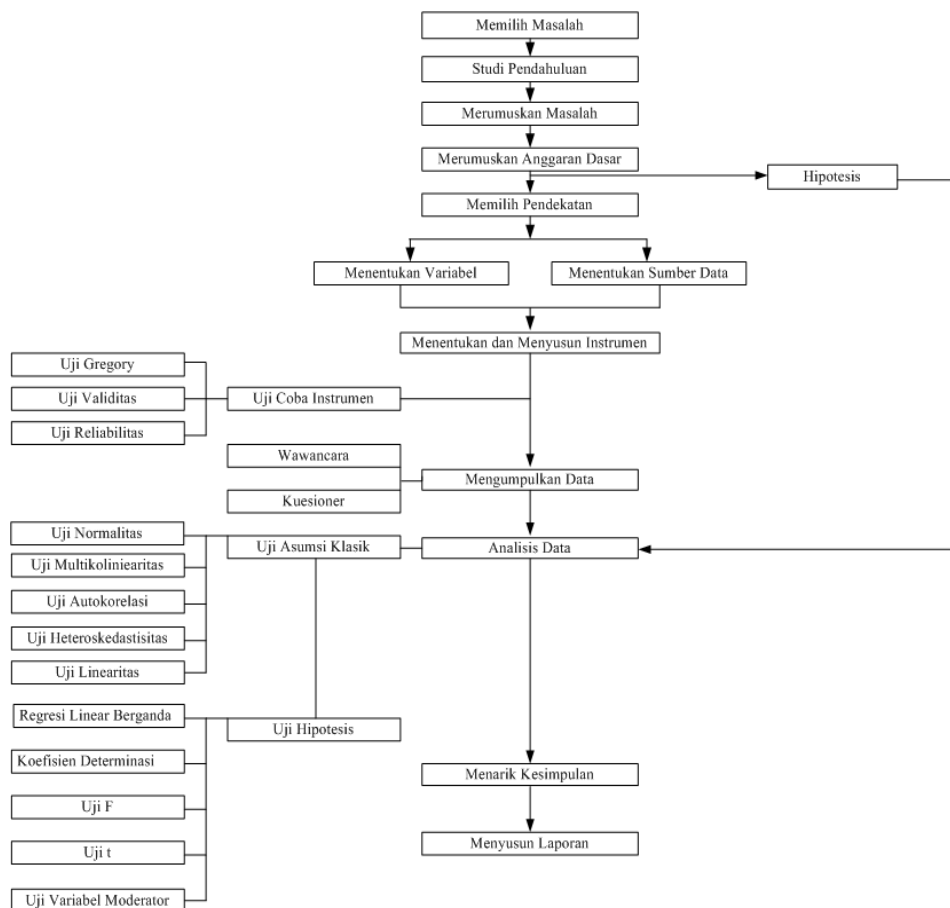 Memilih Masalah
Studi Pendahuluan
Merumuskan Masalah
Merumuskan Anggaran Dasar
Hipotesis
Memilih Pendekatan
Menentukan Variabel
Menentukan Sumber Data
Menentukan dan Menyusun Instrumen
Uji Gregory
Uji Validitas
Uji Coba Instrumen
Uji Reliabilitas
Wawancara
Mengumpulkan Data
Kuesioner
Uji Normalitas
Uji Asumsi Klasik
Analisis Data
Uji Multikoliniearitas
Uji Autokorelasi
Uji Heteroskedastisitas
Uji Linearitas
Regresi Linear Berganda
Uji Hipotesis
Koefisien Determinasi
Menarik Kesimpulan
Uji F
Menyusun Laporan
Uji t
Uji Variabel Moderator